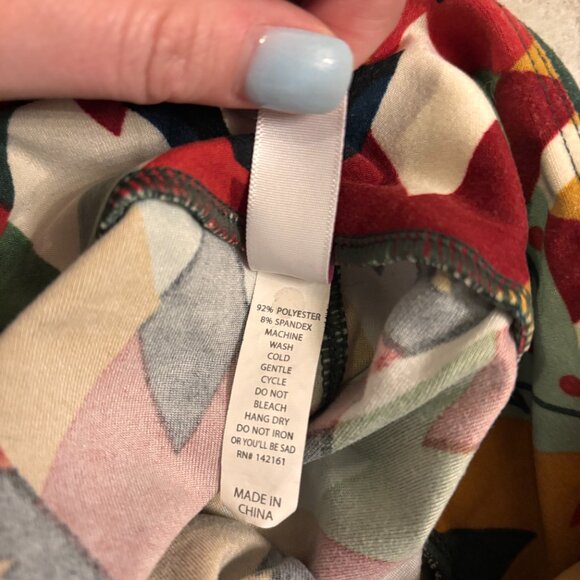 92% POLYESTER
8% SPANDEX
MACHINE
WASH
COLD
GENTLE
CYCLE
DO NOT
BLEACH
HANG DRY
DO NOT IRON
OR YOU'LL BE SAD
RN# 142161
MADE IN
CHINA